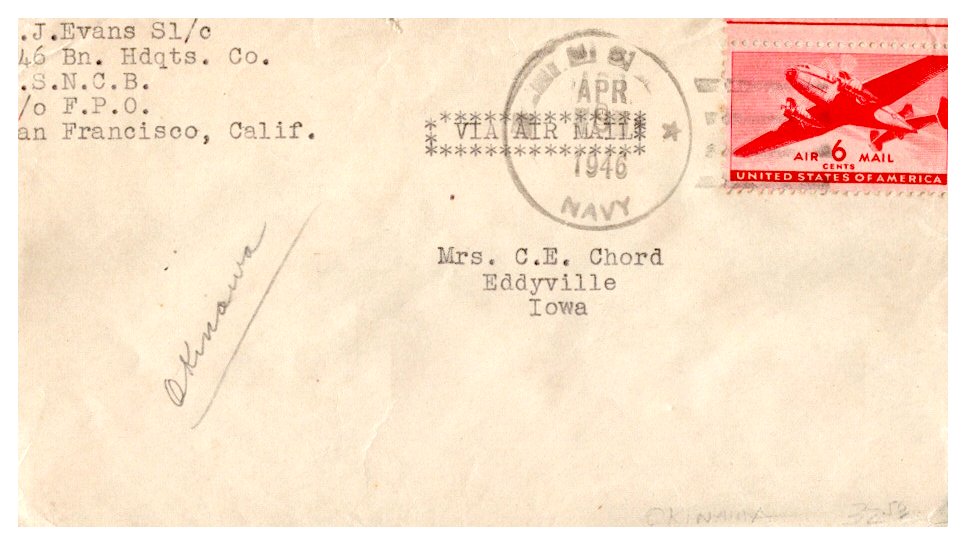 .J.Evans Sl/c
46 Bn. Hdqts. Co.
.S.N.C.B.
/o F.P.O.
an Francisco, Calif.
**************
* VIA AIR MAIL*
**************
APR
1946
NAVY
AIR 6 MAIL
CENTS
UNITED STATES OF AMERICA
Mrs. C.E. Chord
Eddyville
Iowa
Okinawa
OKINAWA